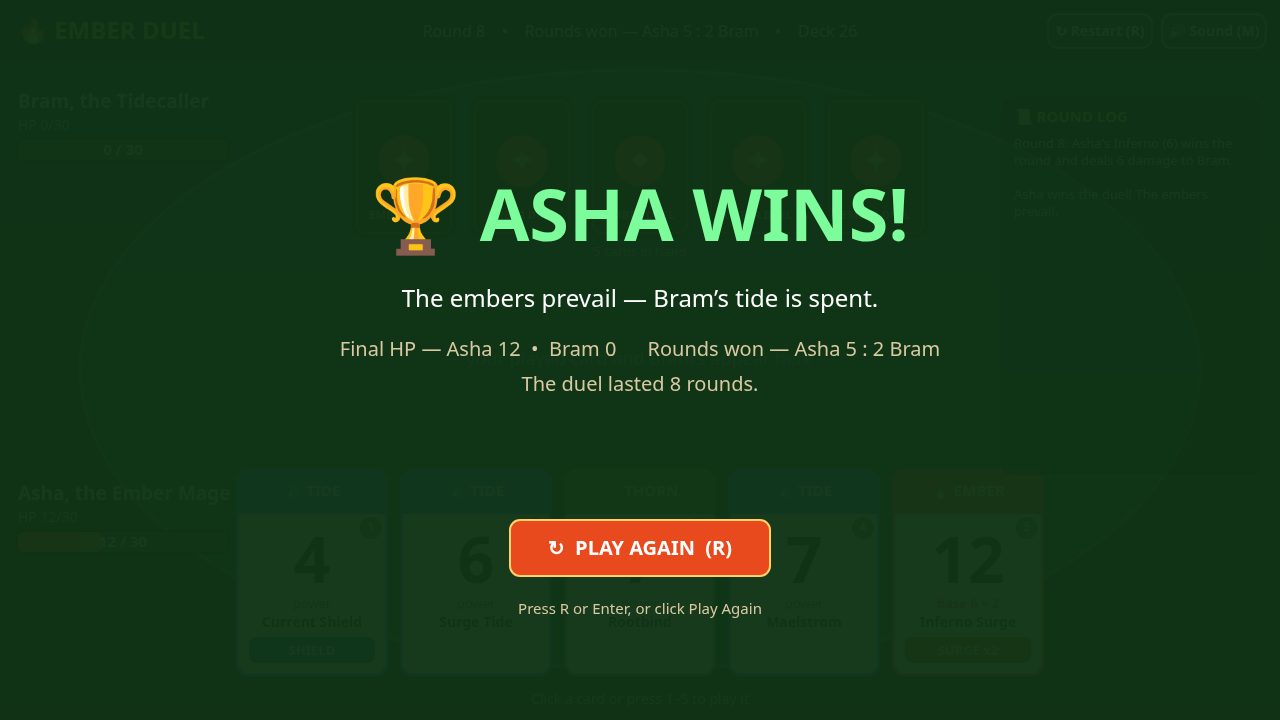 🔥 EMBER DUEL
Round 8 • Rounds won — Asha 5 : 2 Bram • Deck 26
↻ Restart (R)
Sound (M)
Bram, the Tidecaller
HP 0/30
0 / 30
ROUND LOG
Round 8: Asha's Inferno (6) wins the
round and deals 6 damage to Bram.
Asha wins the duel! The embers
prevail.
🏆 ASHA WINS!
The embers prevail — Bram’s tide is spent.
Final HP — Asha 12 • Bram 0 Rounds won — Asha 5 : 2 Bram
The duel lasted 8 rounds.
Asha, the Ember Mage
HP 12/30
12 / 30
TIDE
1
4
power
Current Shield
SHIELD
TIDE
6
power
Surge Tide
THORN
Rootbind
TIDE
4
7
power
Maelstrom
EMBER
5
12
base 6 × 2
Inferno Surge
SURGE x2
↻ PLAY AGAIN (R)
Press R or Enter, or click Play Again
Click a card or press 1–5 to play it